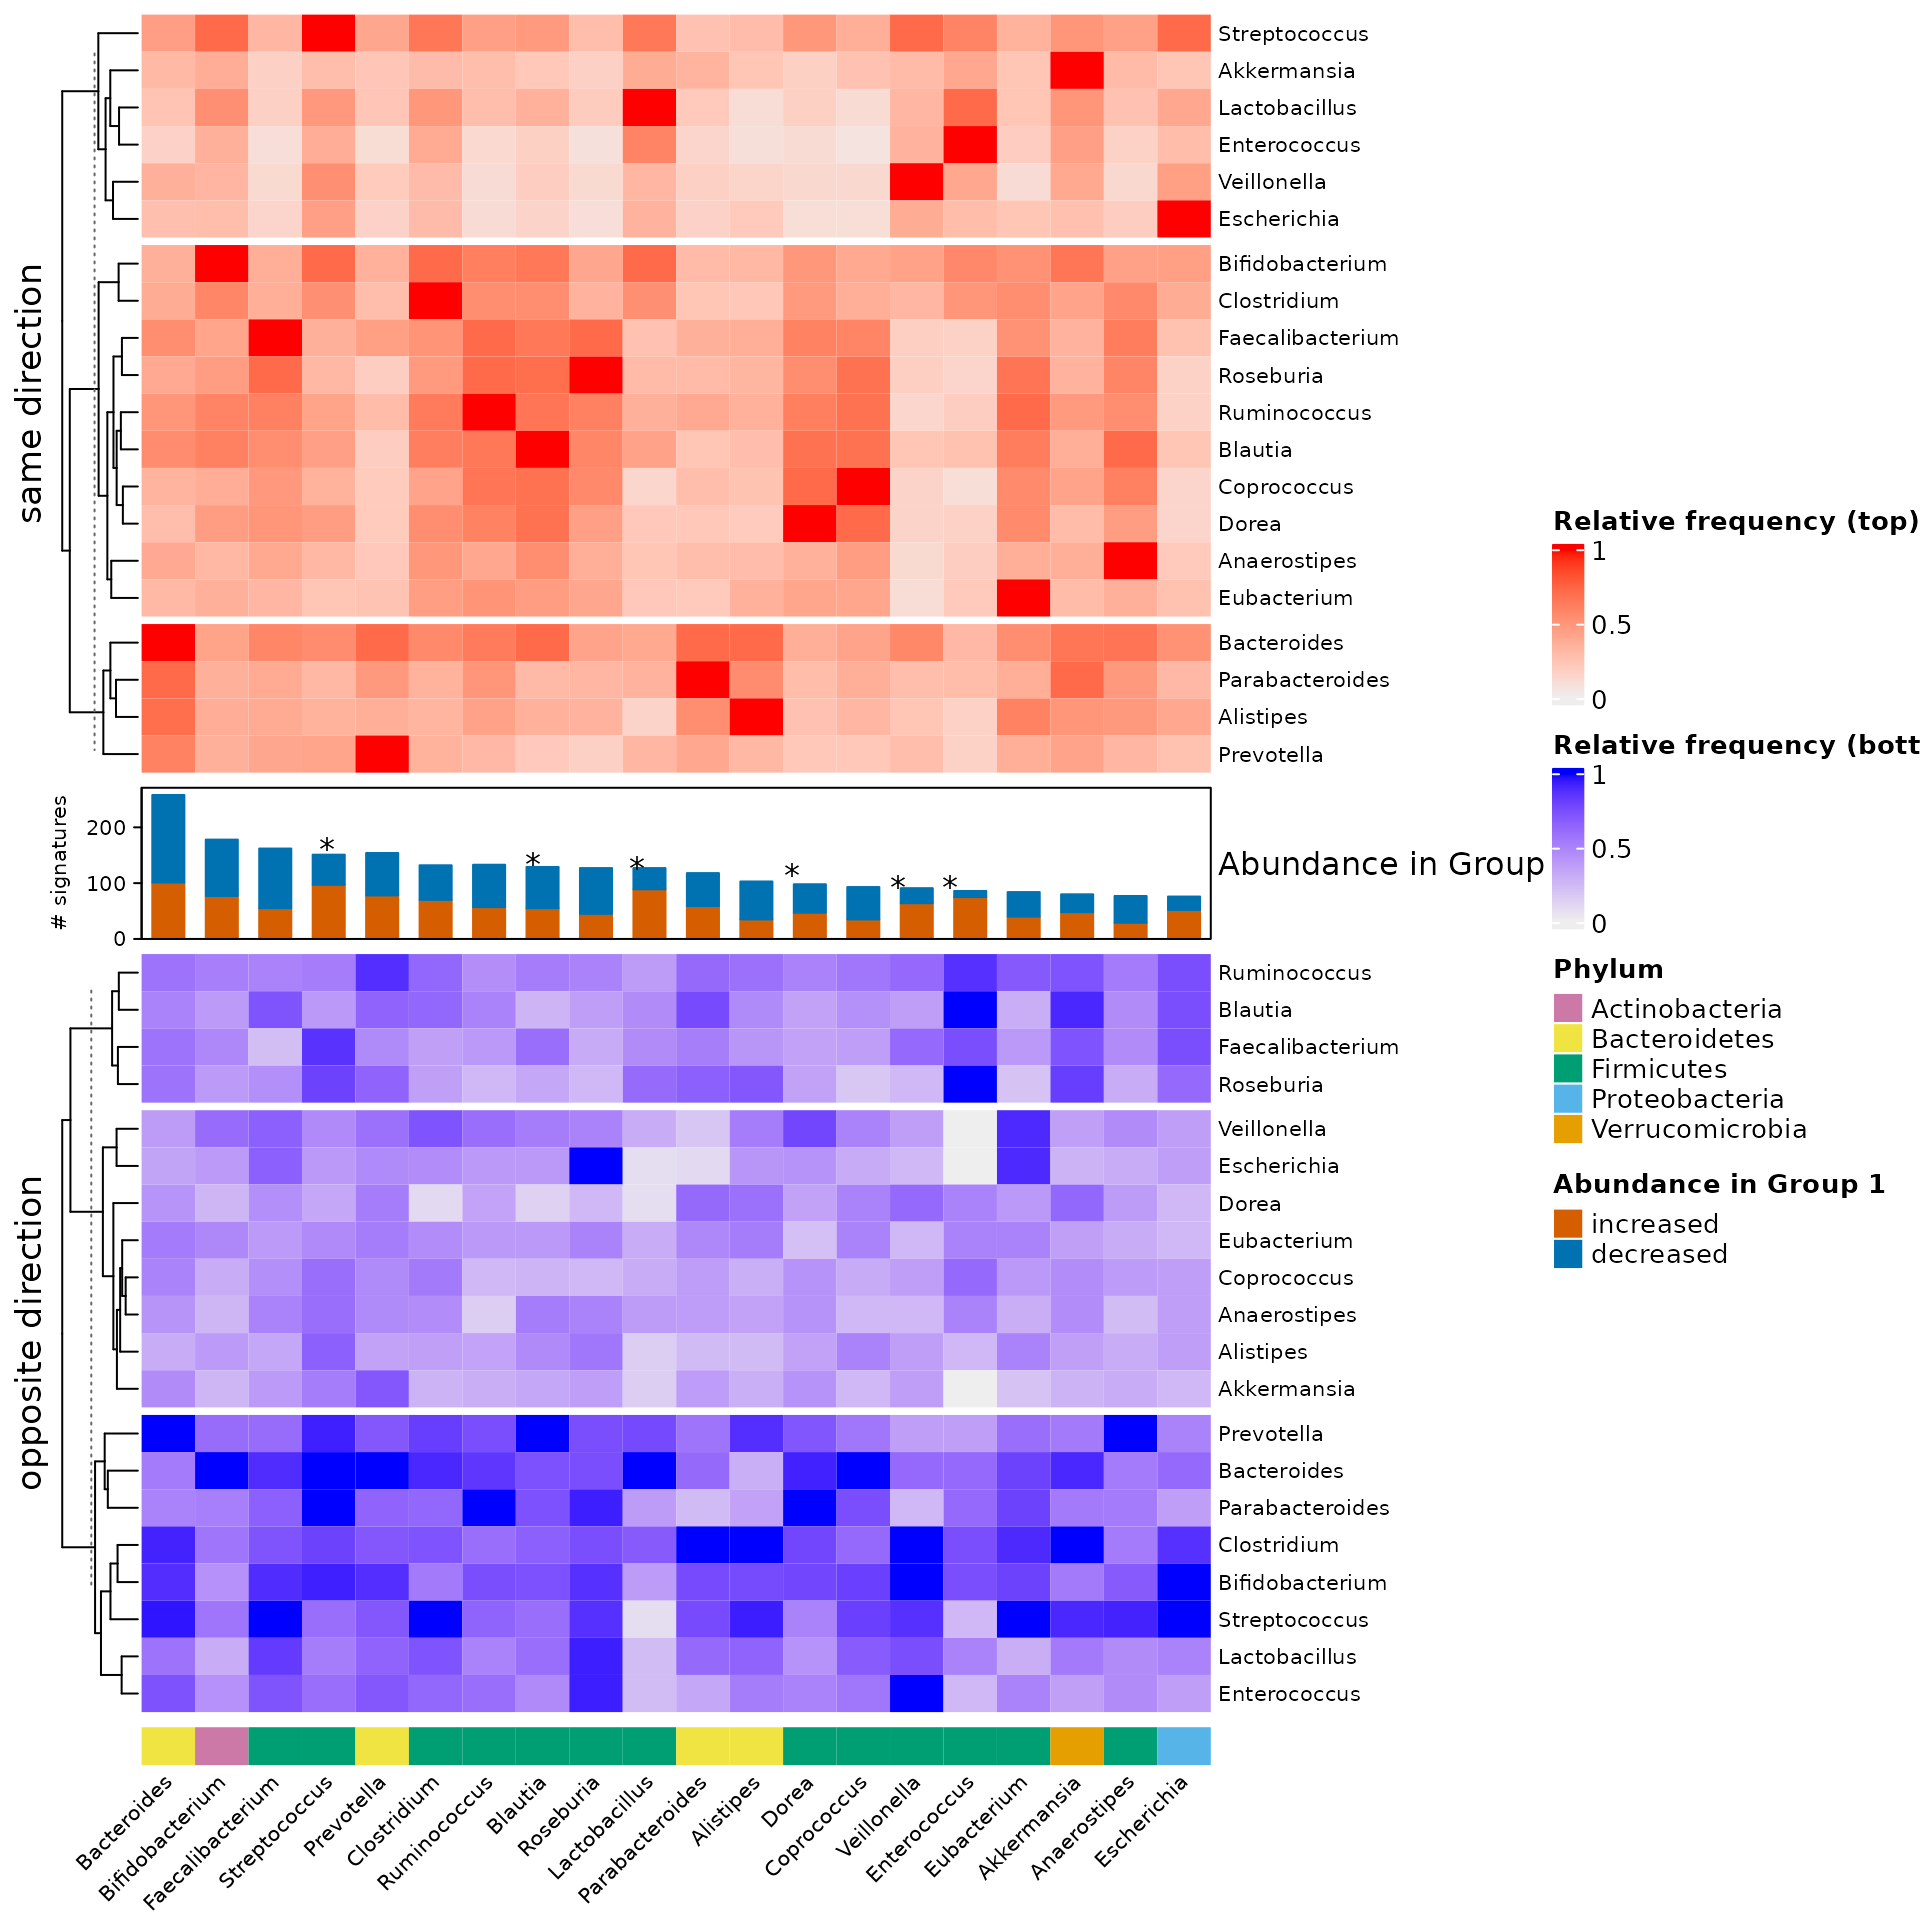 same direction
Streptococcus
Akkermansia
Lactobacillus
Enterococcus
Veillonella
Escherichia
Bifidobacterium
Clostridium
Faecalibacterium
Roseburia
Ruminococcus
Blautia
Coprococcus
Dorea
Anaerostipes
Eubacterium
Bacteroides
Parabacteroides
Alistipes
Prevotella
# signatures
200
100
0
* * * * * *
Abundance in Group
opposite direction
Ruminococcus
Blautia
Faecalibacterium
Roseburia
Veillonella
Escherichia
Dorea
Eubacterium
Coprococcus
Anaerostipes
Alistipes
Akkermansia
Prevotella
Bacteroides
Parabacteroides
Clostridium
Bifidobacterium
Streptococcus
Lactobacillus
Enterococcus
Bacteroides
Bifidobacterium
Faecalibacterium
Streptococcus
Prevotella
Clostridium
Ruminococcus
Blautia
Roseburia
Lactobacillus
Parabacteroides
Alistipes
Dorea
Coprococcus
Veillonella
Enterococcus
Eubacterium
Akkermansia
Anaerostipes
Escherichia
Relative frequency (top)
1
0.5
0
Relative frequency (bott
1
0.5
0
Phylum
Actinobacteria
Bacteroidetes
Firmicutes
Proteobacteria
Verrucomicrobia
Abundance in Group 1
increased
decreased